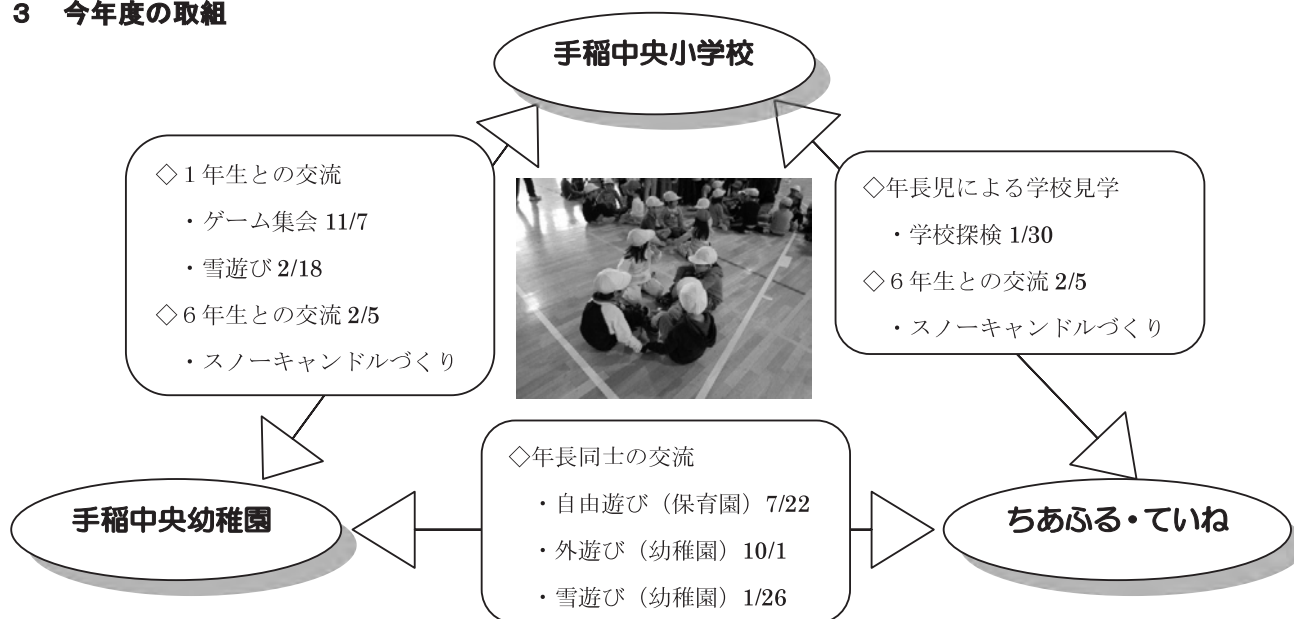 ３　今年度の取組
手稲中央小学校
◇１年生との交流
・ゲーム集会 11/7
・雪遊び 2/18
◇６年生との交流 2/5
・スノーキャンドルづくり
◇年長児による学校見学
・学校探検 1/30
◇６年生との交流 2/5
・スノーキャンドルづくり
◇年長同士の交流
・自由遊び（保育園）7/22
・外遊び（幼稚園）10/1
・雪遊び（幼稚園）1/26
手稲中央幼稚園
ちあふる・ていね